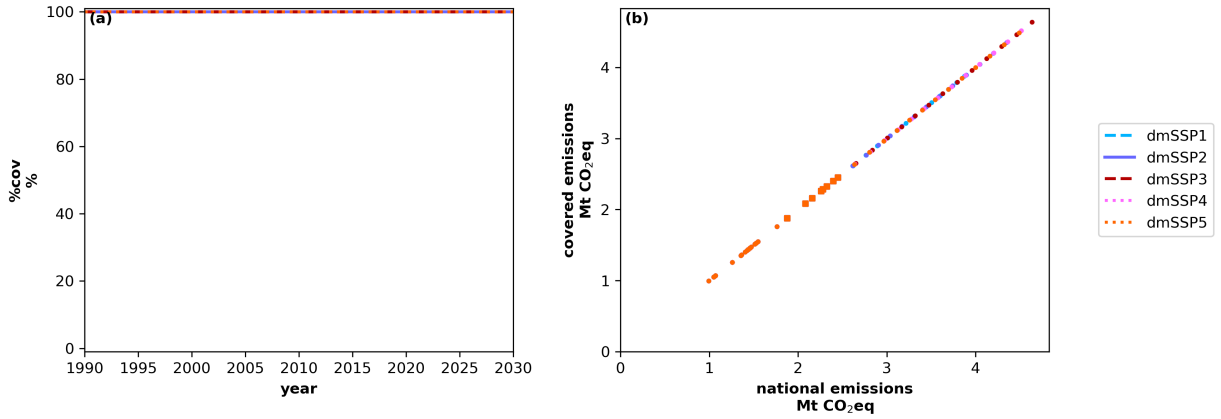 (a)
100
80
60
40
20
0
%cov
%
1990 1995 2000 2005 2010 2015 2020 2025 2030
year
(b)
4
3
2
1
0
covered emissions
Mt CO₂eq
0 1 2 3 4
national emissions
Mt CO₂eq
dmSSP1
dmSSP2
dmSSP3
dmSSP4
dmSSP5